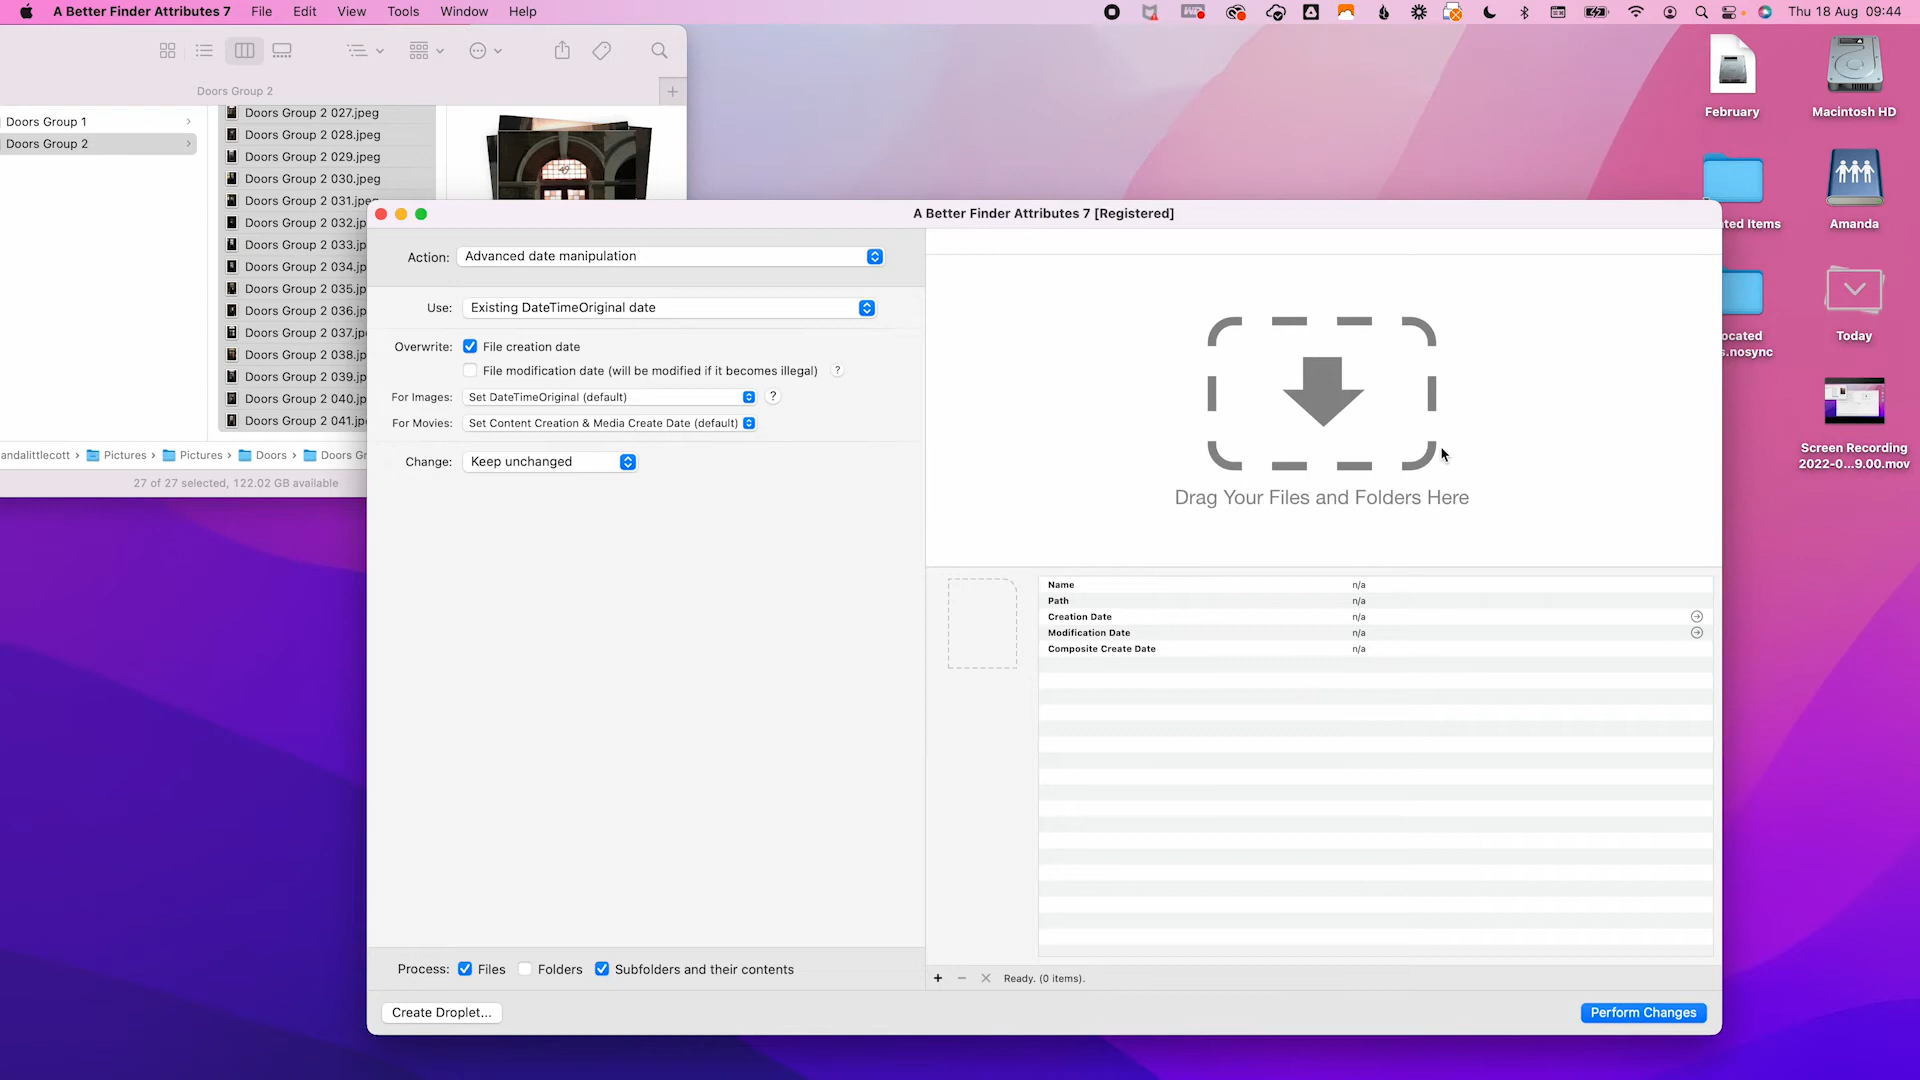 A Better Finder Attributes 7 File Edit View Tools Window Help Thu 18 Aug 09:44
Doors Group 2
Doors Group 1
Doors Group 2
Doors Group 2 027.jpeg
Doors Group 2 028.jpeg
Doors Group 2 029.jpeg
Doors Group 2 030.jpeg
Doors Group 2 031.jpeg
Doors Group 2 032.jp
Doors Group 2 033.jp
Doors Group 2 034.jp
Doors Group 2 035.jp
Doors Group 2 036.jp
Doors Group 2 037.jp
Doors Group 2 038.jp
Doors Group 2 039.jp
Doors Group 2 040.jp
Doors Group 2 041.jp
andalittlecott › Pictures › Pictures › Doors › Doors Gr
27 of 27 selected, 122.02 GB available
February
Macintosh HD
ated Items
Amanda
ocated
s.nosync
Today
Screen Recording
2022-0...9.00.mov
A Better Finder Attributes 7 [Registered]
Action: Advanced date manipulation
Use: Existing DateTimeOriginal date
Overwrite: File creation date
File modification date (will be modified if it becomes illegal) ?
For Images: Set DateTimeOriginal (default) ?
For Movies: Set Content Creation & Media Create Date (default)
Change: Keep unchanged
Drag Your Files and Folders Here
Name n/a
Path n/a
Creation Date n/a
Modification Date n/a
Composite Create Date n/a
Process: Files Folders Subfolders and their contents
Ready. (0 items).
Create Droplet...
Perform Changes